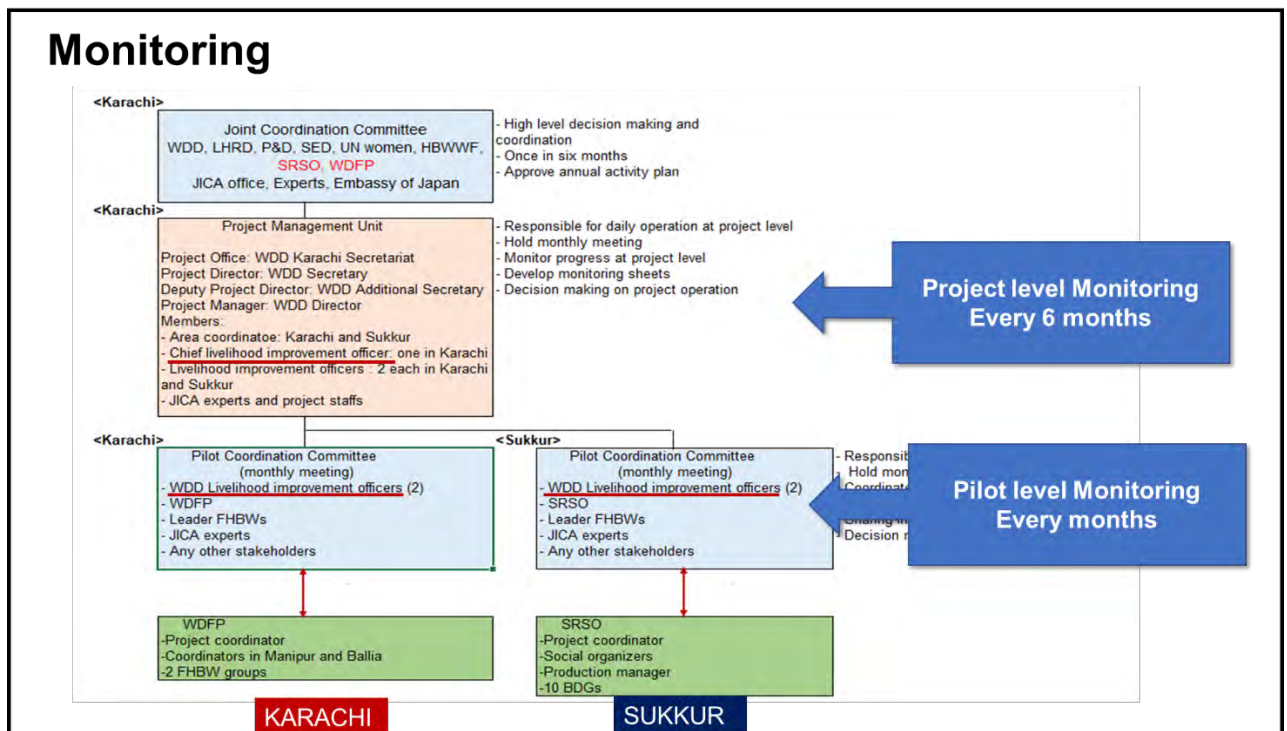 Monitoring
<Karachi>
Joint Coordination Committee
WDD, LHRD, P&D, SED, UN women, HBWWF,
SRSO, WDFP
JICA office, Experts, Embassy of Japan
- High level decision making and
coordination
- Once in six months
- Approve annual activity plan
<Karachi>
Project Management Unit
Project Office: WDD Karachi Secretariat
Project Director: WDD Secretary
Deputy Project Director: WDD Additional Secretary
Project Manager: WDD Director
Members:
- Area coordinatoe: Karachi and Sukkur
- Chief livelihood improvement officer: one in Karachi
- Livelihood improvement officers : 2 each in Karachi
and Sukkur
- JICA experts and project staffs
- Responsible for daily operation at project level
- Hold monthly meeting
- Monitor progress at project level
- Develop monitoring sheets
- Decision making on project operation
Project level Monitoring
Every 6 months
<Karachi>
Pilot Coordination Committee
(monthly meeting)
- WDD Livelihood improvement officers (2)
- WDFP
- Leader FHBWs
- JICA experts
- Any other stakeholders
<Sukkur>
Pilot Coordination Committee
(monthly meeting)
- WDD Livelihood improvement officers (2)
- SRSO
- Leader FHBWs
- JICA experts
- Any other stakeholders
- Hold
- Decision
Pilot level Monitoring
Every months
WDFP
-Project coordinator
-Coordinators in Manipur and Ballia
-2 FHBW groups
SRSO
-Project coordinator
-Social organizers
-Production manager
-10 BDGs
KARACHI
SUKKUR